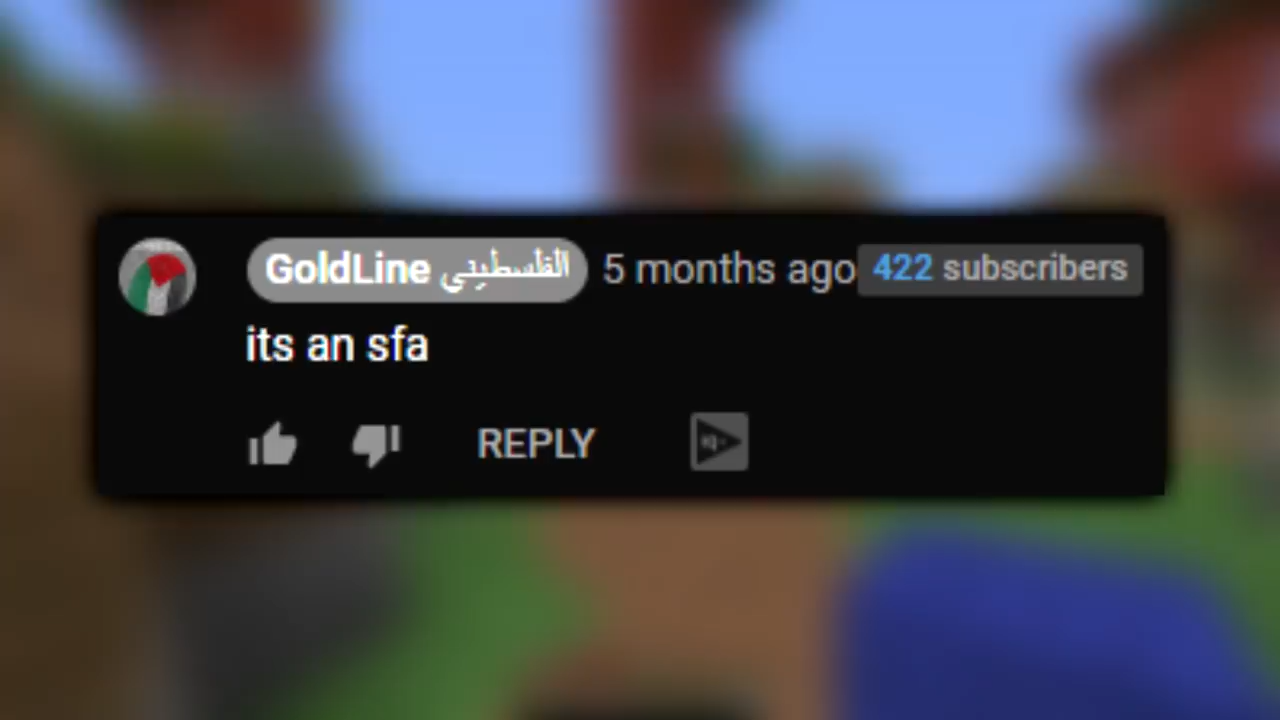 GoldLine الفلسطيني 5 months ago 422 subscribers
its an sfa
REPLY